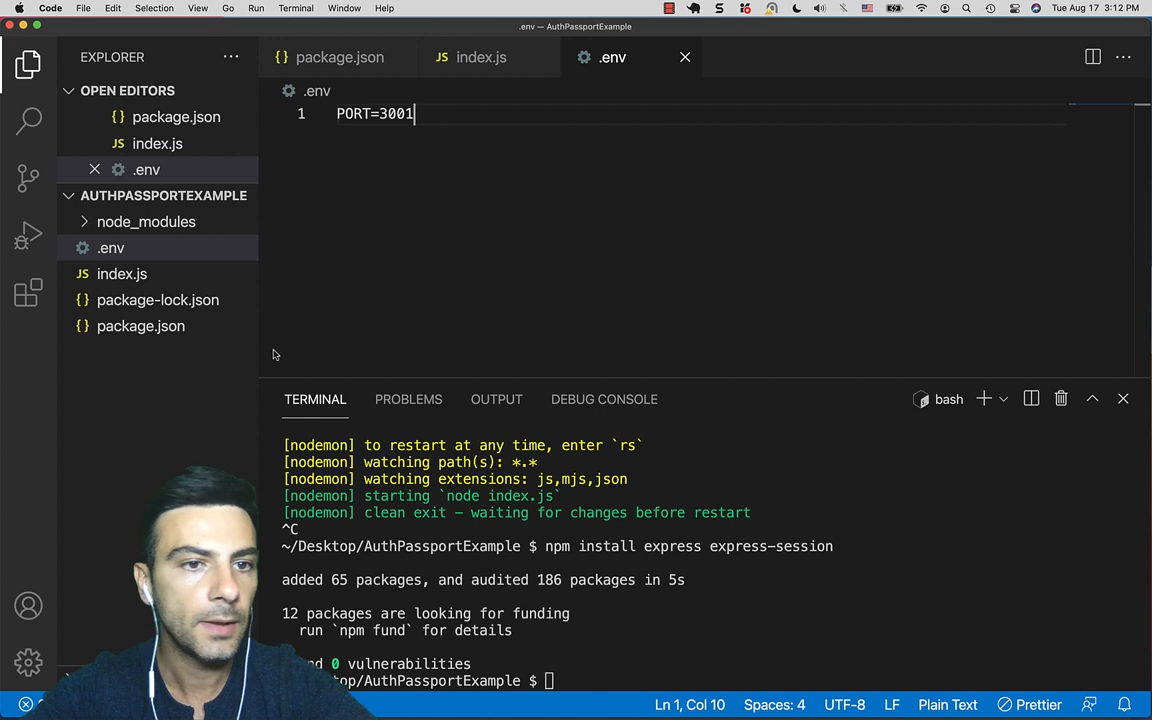 Code File Edit Selection View Go Run Terminal Window Help Tue Aug 17 3:12 PM
.env — AuthPassportExample
EXPLORER
{} package.json JS index.js .env
OPEN EDITORS
{} package.json
JS index.js
.env
AUTHPASSPORTEXAMPLE
node_modules
.env
JS index.js
{} package-lock.json
{} package.json
.env
1 PORT=3001
TERMINAL PROBLEMS OUTPUT DEBUG CONSOLE bash
[nodemon] to restart at any time, enter `rs`
[nodemon] watching path(s): *.*
[nodemon] watching extensions: js,mjs,json
[nodemon] starting `node index.js`
[nodemon] clean exit - waiting for changes before restart
^C
~/Desktop/AuthPassportExample $ npm install express express-session
added 65 packages, and audited 186 packages in 5s
12 packages are looking for funding
run `npm fund` for details
nd 0 vulnerabilities
top/AuthPassportExample $
Ln 1, Col 10 Spaces: 4 UTF-8 LF Plain Text Prettier